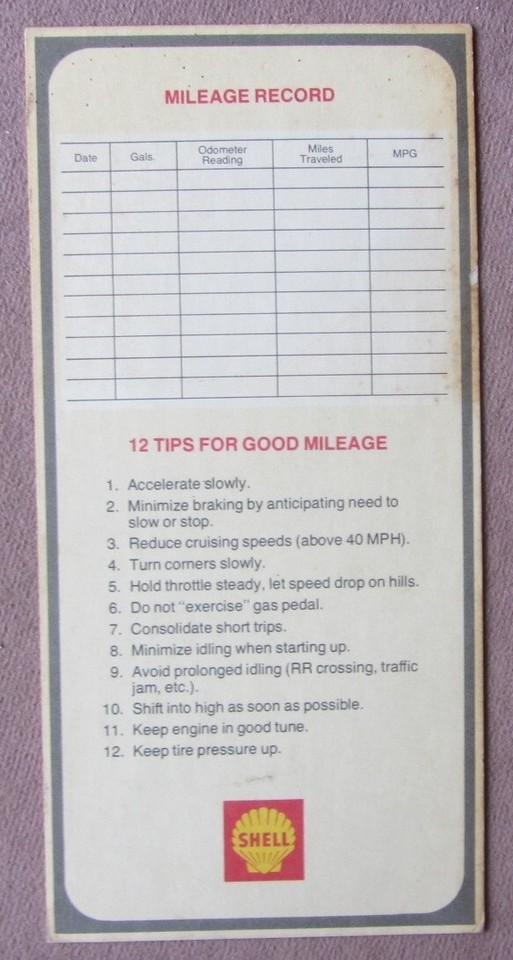 MILEAGE RECORD
Date Gals. Odometer Reading Miles Traveled MPG
12 TIPS FOR GOOD MILEAGE
1. Accelerate slowly.
2. Minimize braking by anticipating need to
slow or stop.
3. Reduce cruising speeds (above 40 MPH).
4. Turn corners slowly.
5. Hold throttle steady, let speed drop on hills.
6. Do not "exercise" gas pedal.
7. Consolidate short trips.
8. Minimize idling when starting up.
9. Avoid prolonged idling (RR crossing, traffic
jam, etc.).
10. Shift into high as soon as possible.
11. Keep engine in good tune.
12. Keep tire pressure up.
SHELL